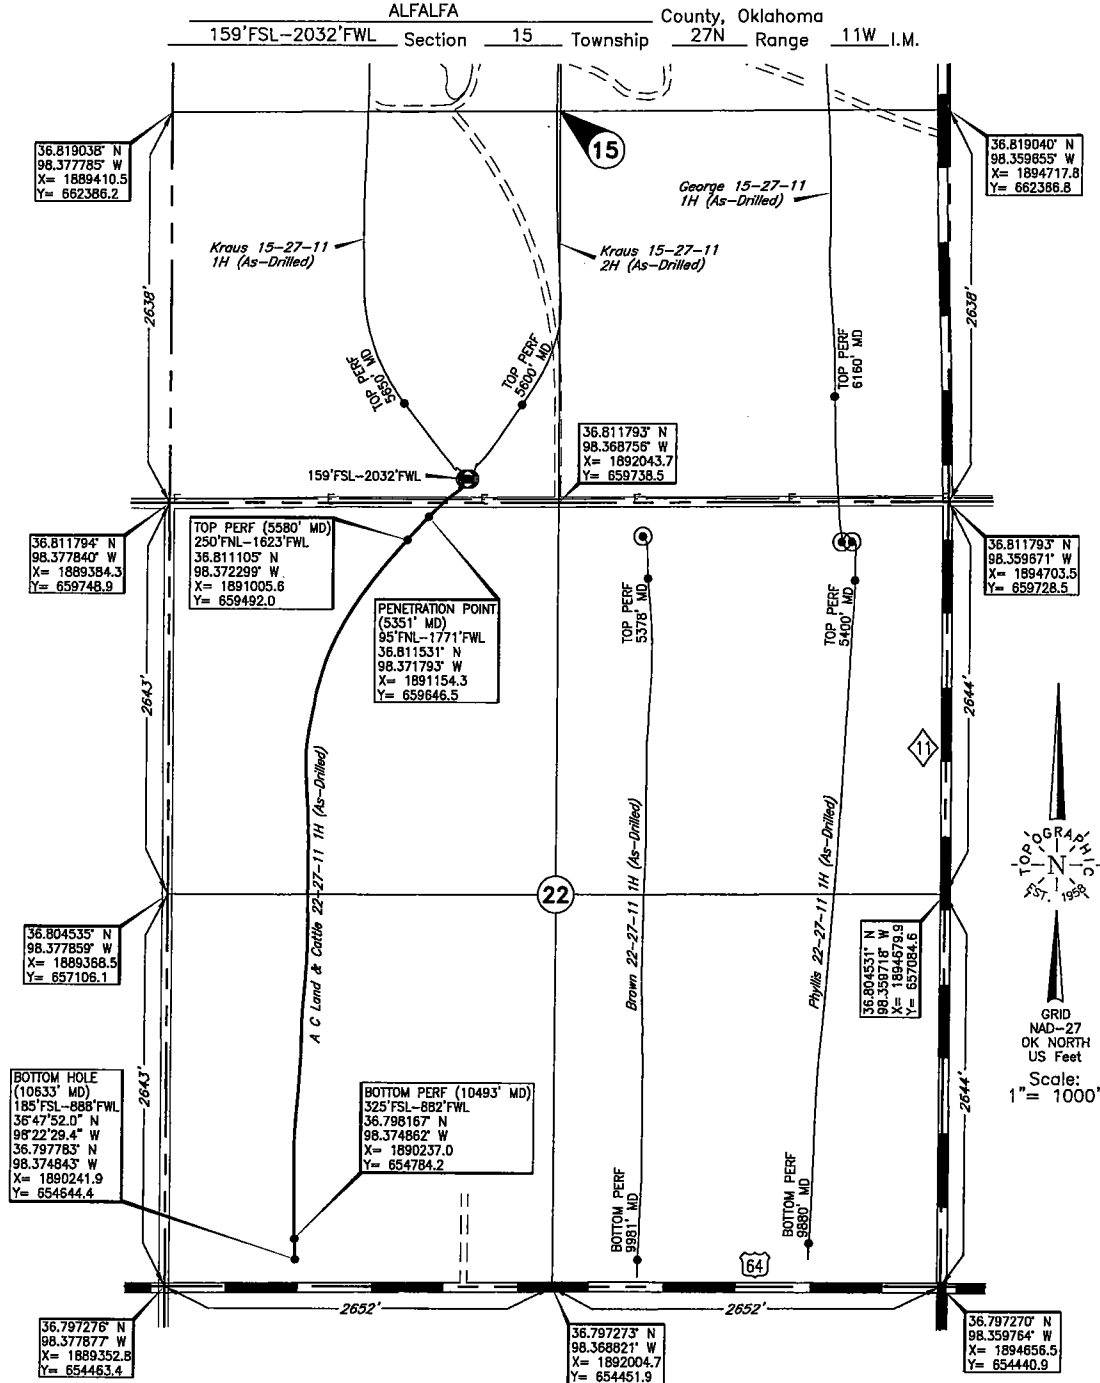 ALFALFA County, Oklahoma
159'FSL-2032'FWL Section 15 Township 27N Range 11W I.M.
36.819038° N
98.377785° W
X= 1889410.5
Y= 662386.2
15
36.819040° N
98.359855° W
X= 1894717.8
Y= 662386.8
George 15-27-11
1H (As-Drilled)
Kraus 15-27-11
1H (As-Drilled)
Kraus 15-27-11
2H (As-Drilled)
2638'
2638'
TOP PERF
5650' MD
TOP PERF
5600' MD
TOP PERF
6160' MD
159'FSL-2032'FWL
36.811793° N
98.368756° W
X= 1892043.7
Y= 659738.5
36.811794° N
98.377840° W
X= 1889384.3
Y= 659748.9
TOP PERF (5580' MD)
250'FNL-1623'FWL
36.811105° N
98.372299° W
X= 1891005.6
Y= 659492.0
36.811793° N
98.359671° W
X= 1894703.5
Y= 659728.5
PENETRATION POINT
(5351' MD)
95'FNL-1771'FWL
36.811531° N
98.371793° W
X= 1891154.3
Y= 659646.5
TOP PERF
5378' MD
TOP PERF
5400' MD
2643'
2644'
11
A C Land & Cattle 22-27-11 1H (As-Drilled)
Brown 22-27-11 1H (As-Drilled)
Phyllis 22-27-11 1H (As-Drilled)
TOPOGRAPHIC
N
EST. 1958
22
36.804535° N
98.377859° W
X= 1889368.5
Y= 657106.1
36.804531° N
98.359718° W
X= 1894679.9
Y= 657084.6
GRID
NAD-27
OK NORTH
US Feet
Scale:
1"= 1000'
BOTTOM HOLE
(10633' MD)
185'FSL-888'FWL
36°47'52.0" N
98°22'29.4" W
36.797783° N
98.374843° W
X= 1890241.9
Y= 654644.4
2643'
BOTTOM PERF (10493' MD)
325'FSL-882'FWL
36.798167° N
98.374862° W
X= 1890237.0
Y= 654784.2
2644'
BOTTOM PERF
9981' MD
BOTTOM PERF
9880' MD
64
2652'
2652'
36.797276° N
98.377877° W
X= 1889352.8
Y= 654463.4
36.797273° N
98.368821° W
X= 1892004.7
Y= 654451.9
36.797270° N
98.359764° W
X= 1894656.5
Y= 654440.9